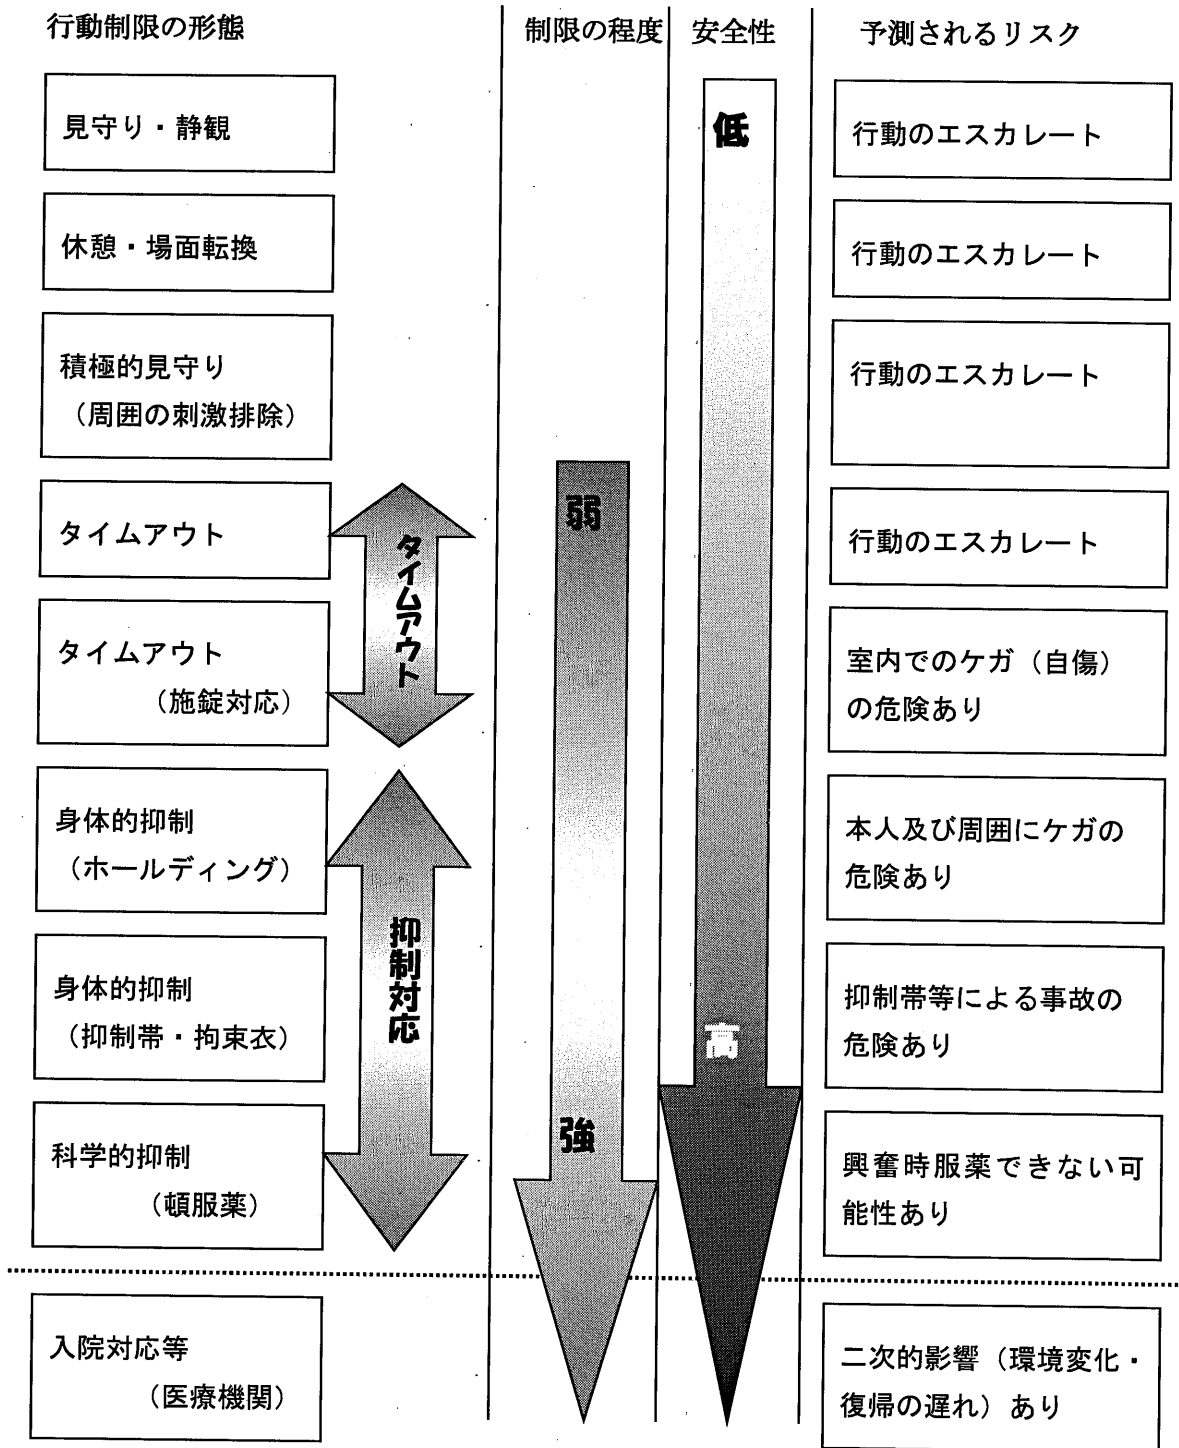 行動制限の形態
制限の程度
安全性
予測されるリスク
見守り・静観
低
行動のエスカレート
休憩・場面転換
行動のエスカレート
積極的見守り
（周囲の刺激排除）
行動のエスカレート
タイムアウト
タイムアウト
弱
行動のエスカレート
タイムアウト
（施錠対応）
室内でのケガ（自傷）
の危険あり
身体的抑制
（ホールディング）
抑制対応
本人及び周囲にケガの
危険あり
身体的抑制
（抑制帯・拘束衣）
高
抑制帯等による事故の
危険あり
科学的抑制
（頓服薬）
強
興奮時服薬できない可
能性あり
入院対応等
（医療機関）
二次的影響（環境変化・
復帰の遅れ）あり